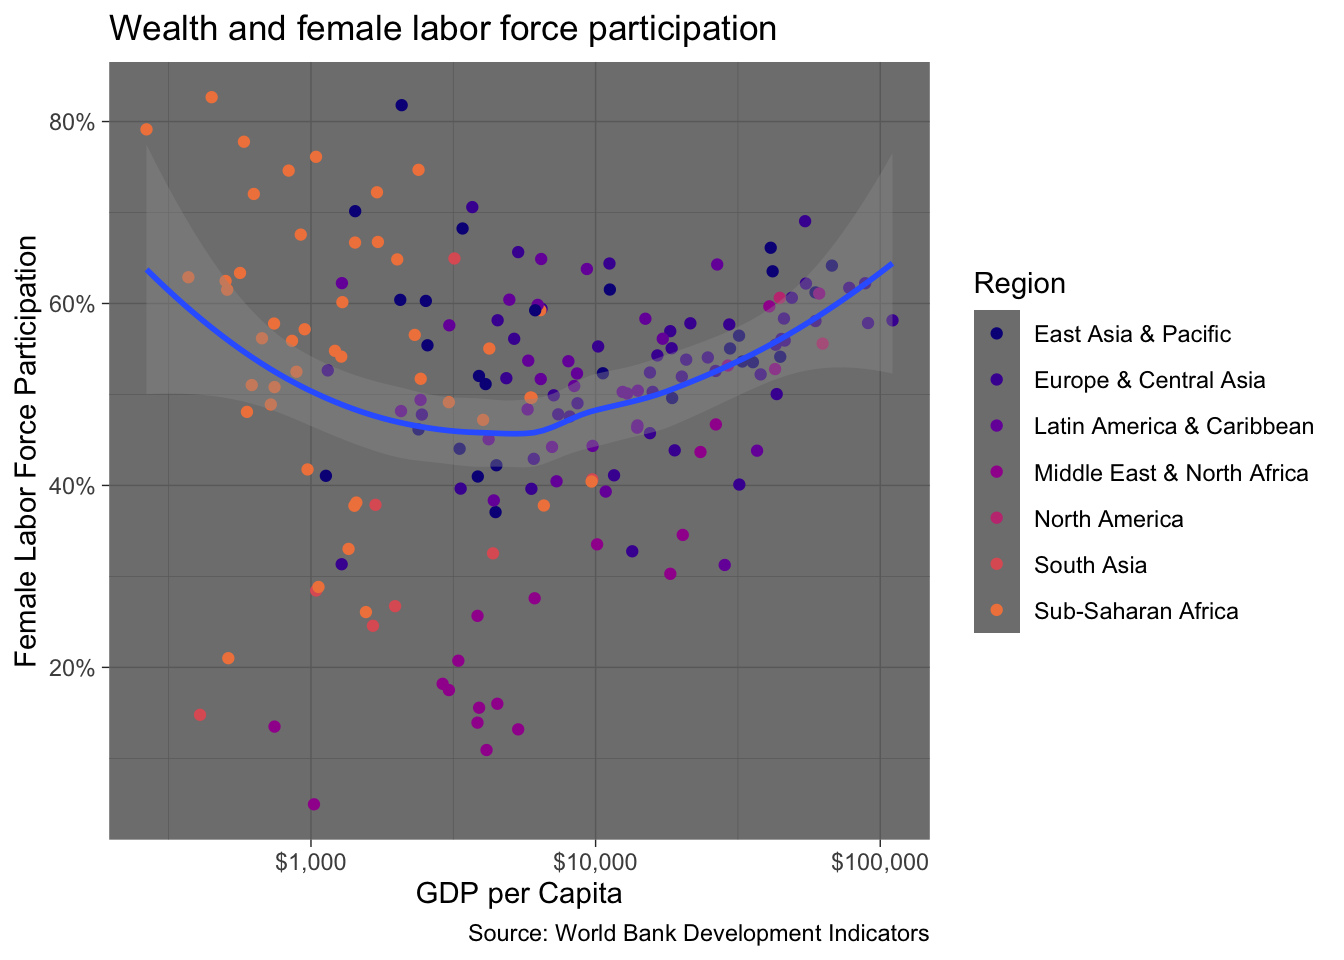 Wealth and female labor force participation
80%
60%
40%
20%
Female Labor Force Participation
$1,000
$10,000
$100,000
GDP per Capita
Source: World Bank Development Indicators
Region
East Asia & Pacific
Europe & Central Asia
Latin America & Caribbean
Middle East & North Africa
North America
South Asia
Sub-Saharan Africa